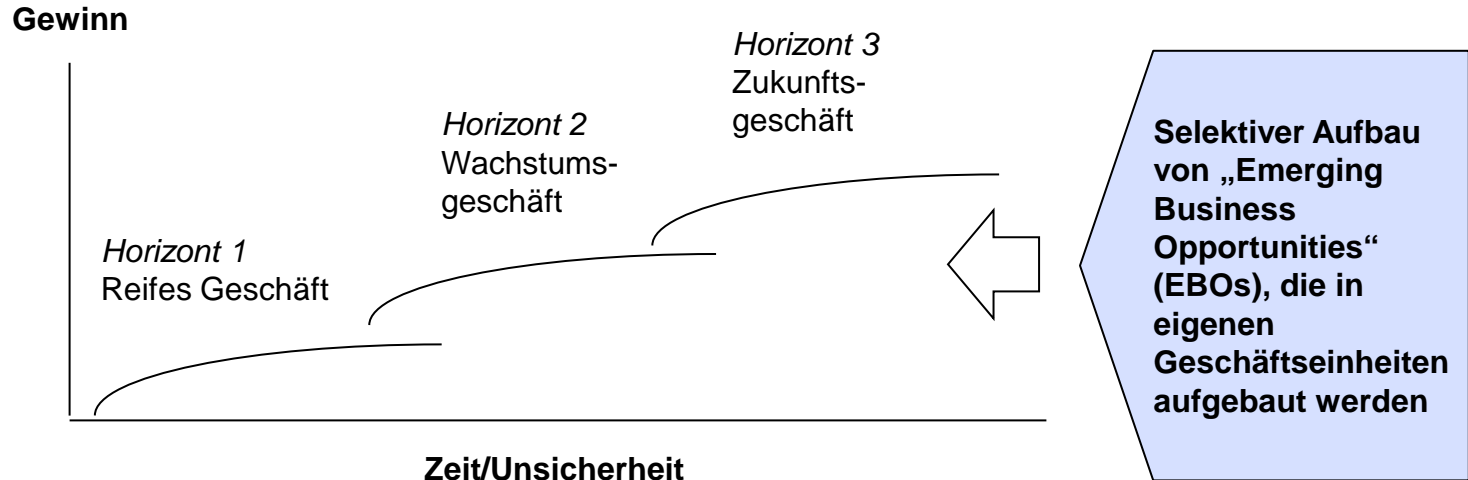 Gewinn
Horizont 3
Zukunfts-
geschäft
Horizont 2
Wachstums-
geschäft
Horizont 1
Reifes Geschäft
Zeit/Unsicherheit
Selektiver Aufbau
von „Emerging
Business
Opportunities“
(EBOs), die in
eigenen
Geschäftseinheiten
aufgebaut werden